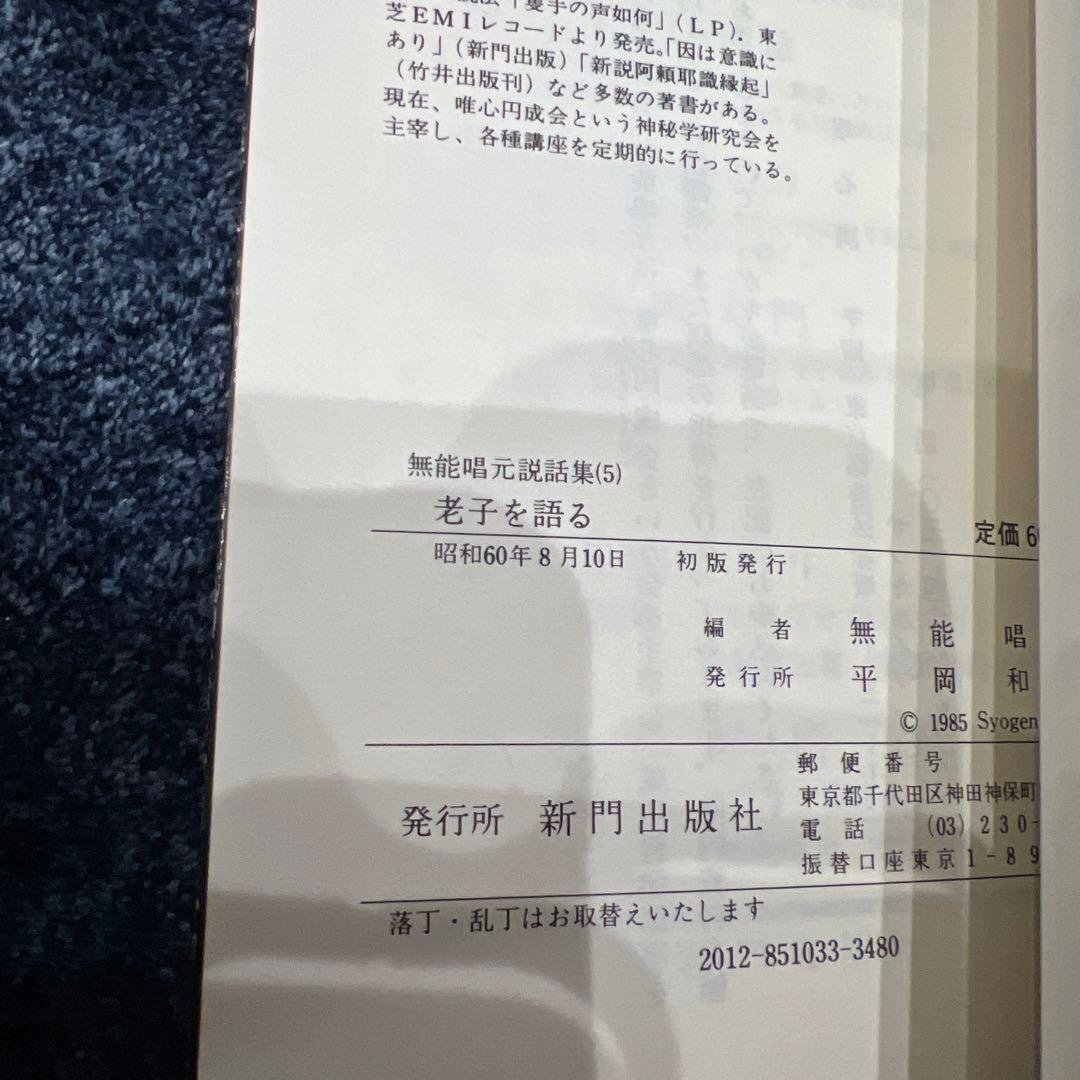 「隻手の声如何」(LP). 東
芝EMIレコードより発売。「因は意識に
あり」(新門出版)「新説阿頼耶識縁起」
(竹井出版刊)など多数の著書がある。
現在、唯心円成会という神秘学研究会を
主宰し、各種講座を定期的に行っている。
無能唱元説話集(5)
老子を語る
定価6
昭和60年8月10日 初版発行
編者 無能唱
発行所 平岡和
© 1985 Syogen
郵便番号
東京都千代田区神田神保町
発行所 新門出版社
電話 (03)230-
振替口座東京1-89
落丁・乱丁はお取替えいたします
2012-851033-3480